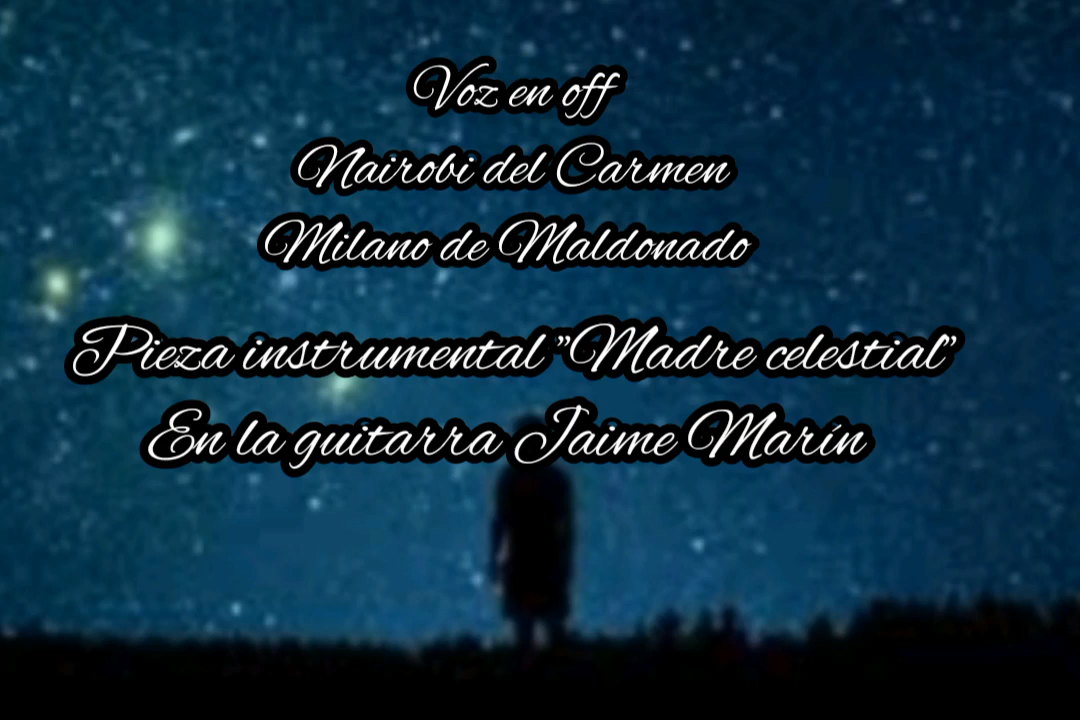 Voz en off
Nairobi del Carmen
Milano de Maldonado
Pieza instrumental "Madre celestial"
En la guitarra Jaime Marín